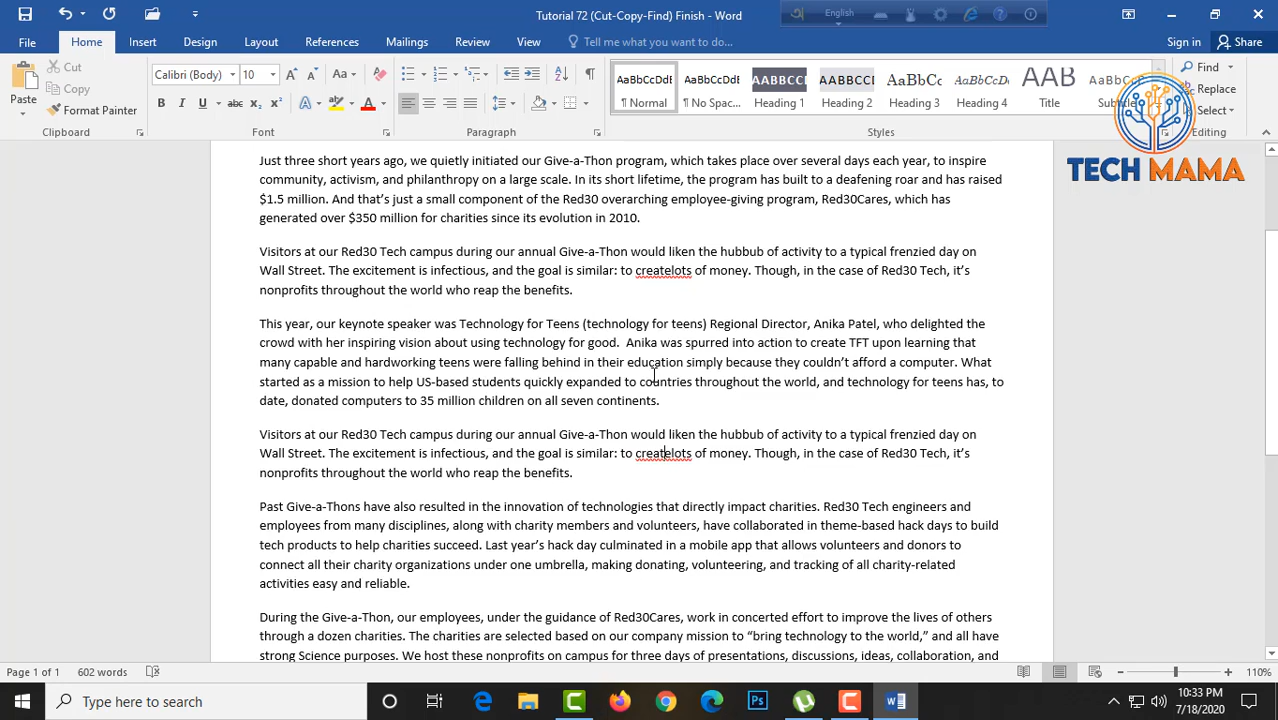 Tutorial 72 (Cut-Copy-Find) Finish - Word
English
File Home Insert Design Layout References Mailings Review View Tell me what you want to do... Sign in Share
Paste Cut Copy Format Painter
Calibri (Body) 10 Aa
AaBbCcDdE AaBbCcDdE AABBCCI AABBCCDE AaBbCc AaBbCcDd AAB AaBbCcD
¶ Normal ¶ No Spac... Heading 1 Heading 2 Heading 3 Heading 4 Title
Find Replace Select
Clipboard Font Paragraph Styles Editing
TECH MAMA
Just three short years ago, we quietly initiated our Give-a-Thon program, which takes place over several days each year, to inspire
community, activism, and philanthropy on a large scale. In its short lifetime, the program has built to a deafening roar and has raised
$1.5 million. And that's just a small component of the Red30 overarching employee-giving program, Red30Cares, which has
generated over $350 million for charities since its evolution in 2010.
Visitors at our Red30 Tech campus during our annual Give-a-Thon would liken the hubbub of activity to a typical frenzied day on
Wall Street. The excitement is infectious, and the goal is similar: to createlots of money. Though, in the case of Red30 Tech, it's
nonprofits throughout the world who reap the benefits.
This year, our keynote speaker was Technology for Teens (technology for teens) Regional Director, Anika Patel, who delighted the
crowd with her inspiring vision about using technology for good.  Anika was spurred into action to create TFT upon learning that
many capable and hardworking teens were falling behind in their education simply because they couldn't afford a computer. What
started as a mission to help US-based students quickly expanded to countries throughout the world, and technology for teens has, to
date, donated computers to 35 million children on all seven continents.
Visitors at our Red30 Tech campus during our annual Give-a-Thon would liken the hubbub of activity to a typical frenzied day on
Wall Street. The excitement is infectious, and the goal is similar: to createlots of money. Though, in the case of Red30 Tech, it's
nonprofits throughout the world who reap the benefits.
Past Give-a-Thons have also resulted in the innovation of technologies that directly impact charities. Red30 Tech engineers and
employees from many disciplines, along with charity members and volunteers, have collaborated in theme-based hack days to build
tech products to help charities succeed. Last year's hack day culminated in a mobile app that allows volunteers and donors to
connect all their charity organizations under one umbrella, making donating, volunteering, and tracking of all charity-related
activities easy and reliable.
During the Give-a-Thon, our employees, under the guidance of Red30Cares, work in concerted effort to improve the lives of others
through a dozen charities. The charities are selected based on our company mission to "bring technology to the world," and all have
strong Science purposes. We host these nonprofits on campus for three days of presentations, discussions, ideas, collaboration, and
Page 1 of 1 602 words 110%
Type here to search
10:33 PM
7/18/2020